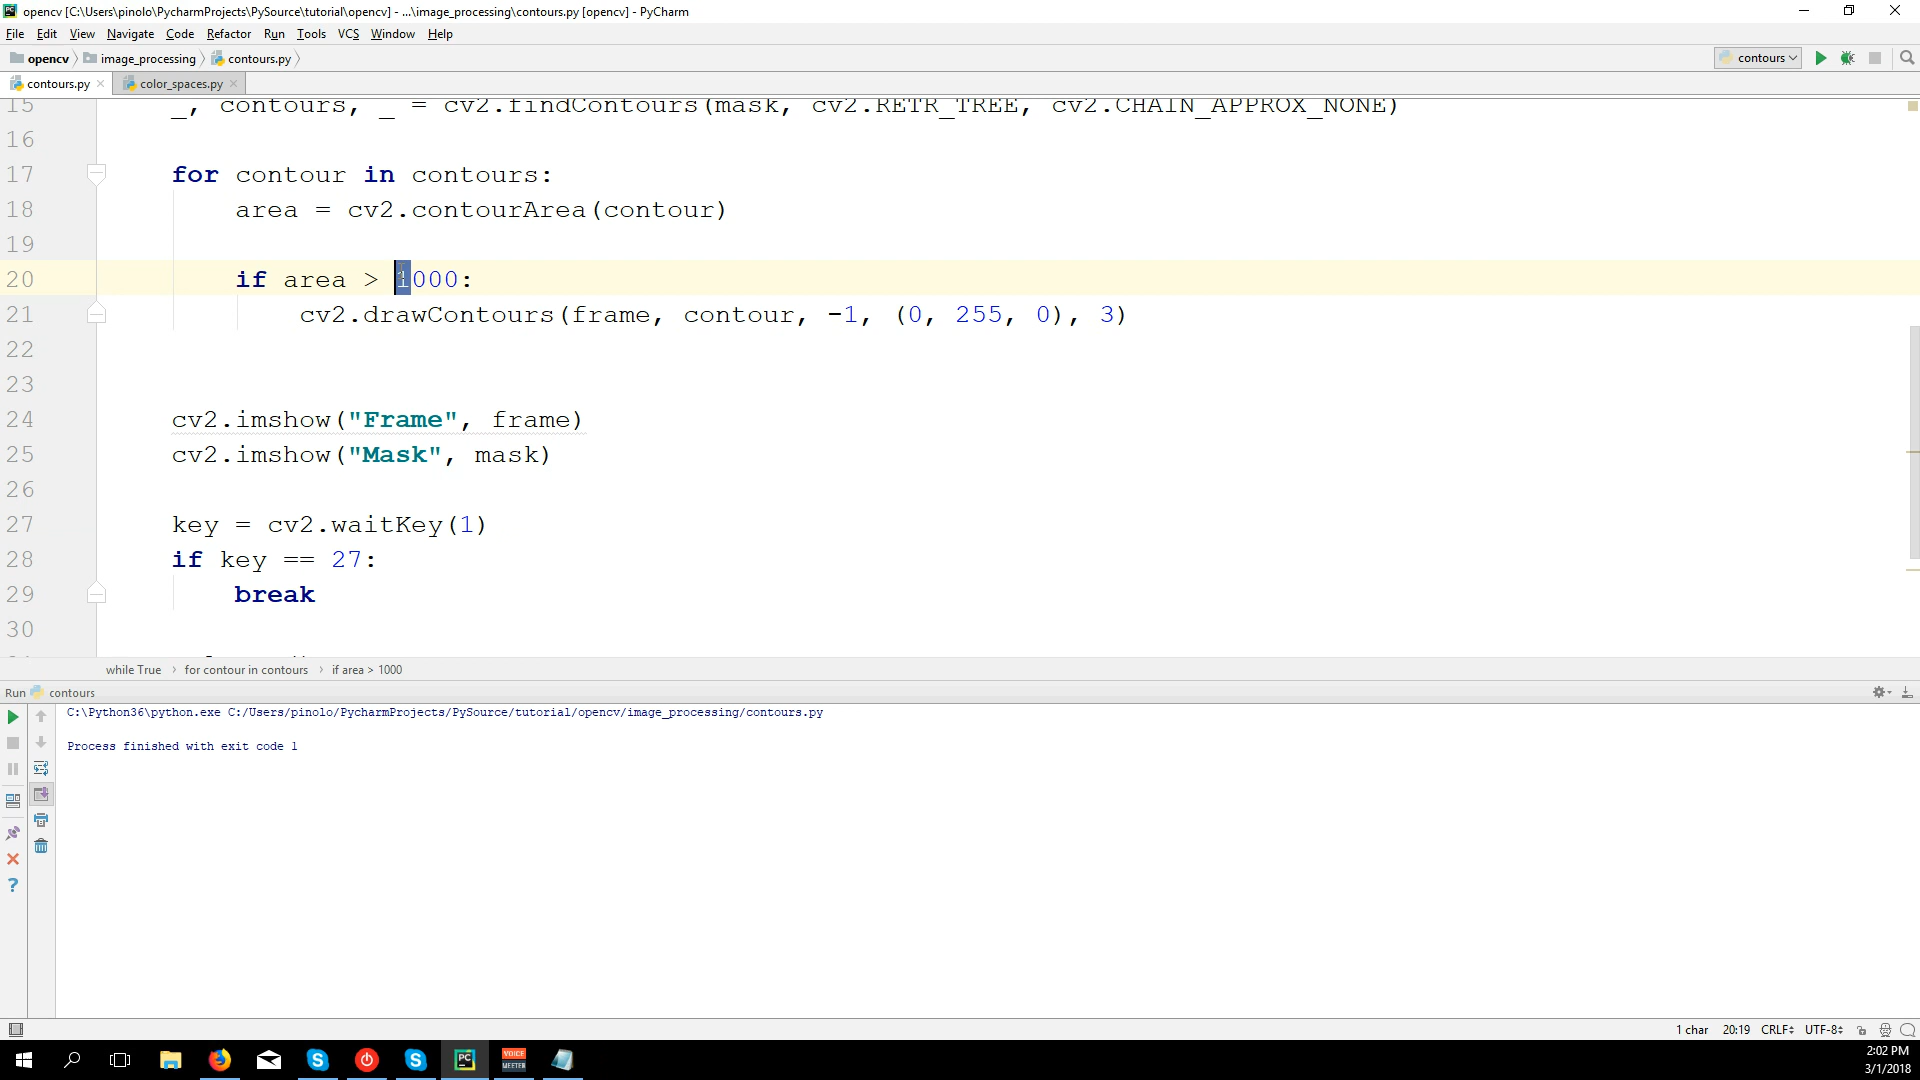 opencv [C:\Users\pinolo\PycharmProjects\PySource\tutorial\opencv] - ...\image_processing\contours.py [opencv] - PyCharm
File Edit View Navigate Code Refactor Run Tools VCS Window Help
opencv image_processing contours.py contours
contours.py color_spaces.py
15 _, contours, _ = cv2.findContours(mask, cv2.RETR_TREE, cv2.CHAIN_APPROX_NONE)
16
17 for contour in contours:
18 area = cv2.contourArea(contour)
19
20 if area > 1000:
21 cv2.drawContours(frame, contour, -1, (0, 255, 0), 3)
22
23
24 cv2.imshow("Frame", frame)
25 cv2.imshow("Mask", mask)
26
27 key = cv2.waitKey(1)
28 if key == 27:
29 break
30
while True › for contour in contours › if area > 1000
Run contours
C:\Python36\python.exe C:/Users/pinolo/PycharmProjects/PySource/tutorial/opencv/image_processing/contours.py
Process finished with exit code 1
1 char 20:19 CRLF UTF-8
PC VOICE MEETER
2:02 PM
3/1/2018